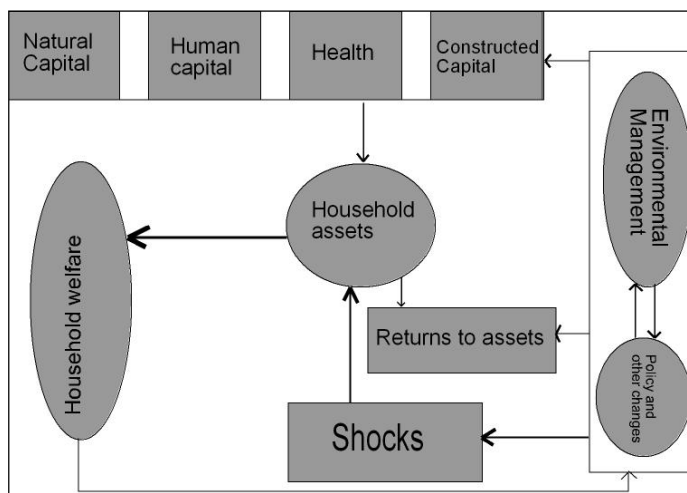 Natural
Capital
Human
capital
Health
Constructed
Capital
Environmental
Management
Household
assets
Household welfare
Returns to assets
Policy and
other changes
Shocks